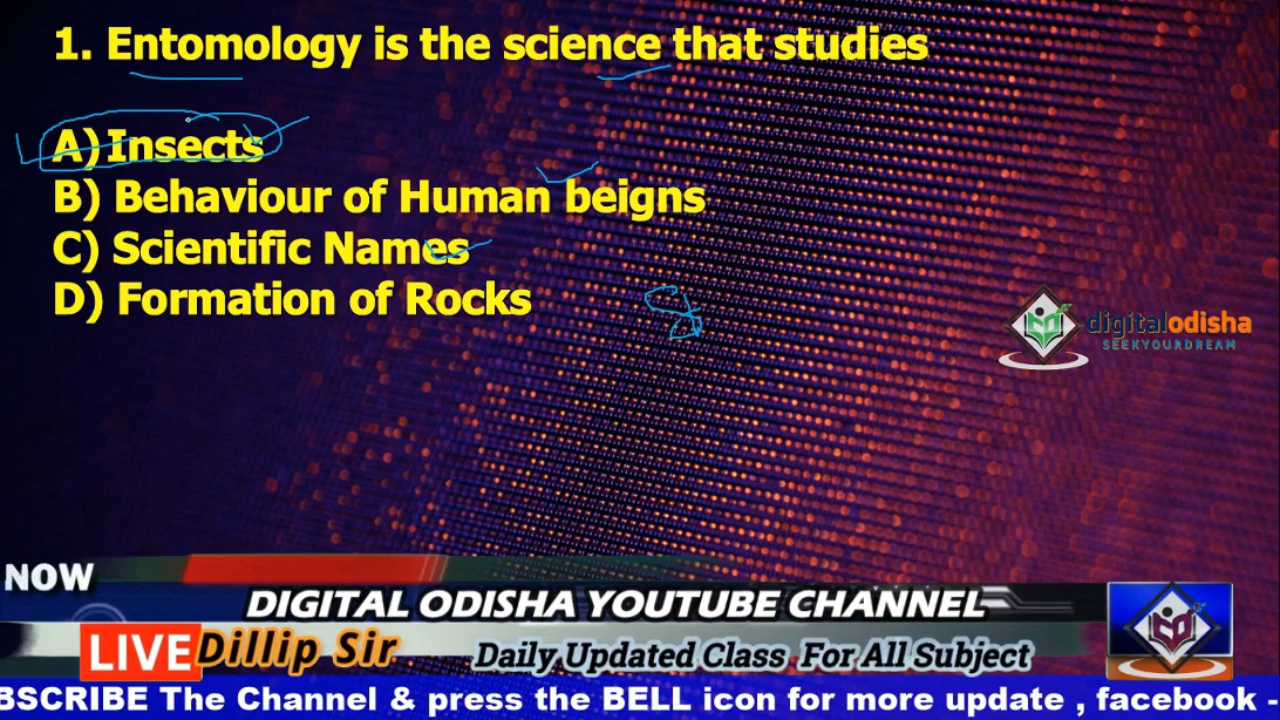 1. Entomology is the science that studies
A) Insects
B) Behaviour of Human beigns
C) Scientific Names
D) Formation of Rocks
digitalodisha
SEEKYOURDREAM
NOW
DIGITAL ODISHA YOUTUBE CHANNEL
LIVE Dillip Sir Daily Updated Class For All Subject
BSCRIBE The Channel & press the BELL icon for more update , facebook -